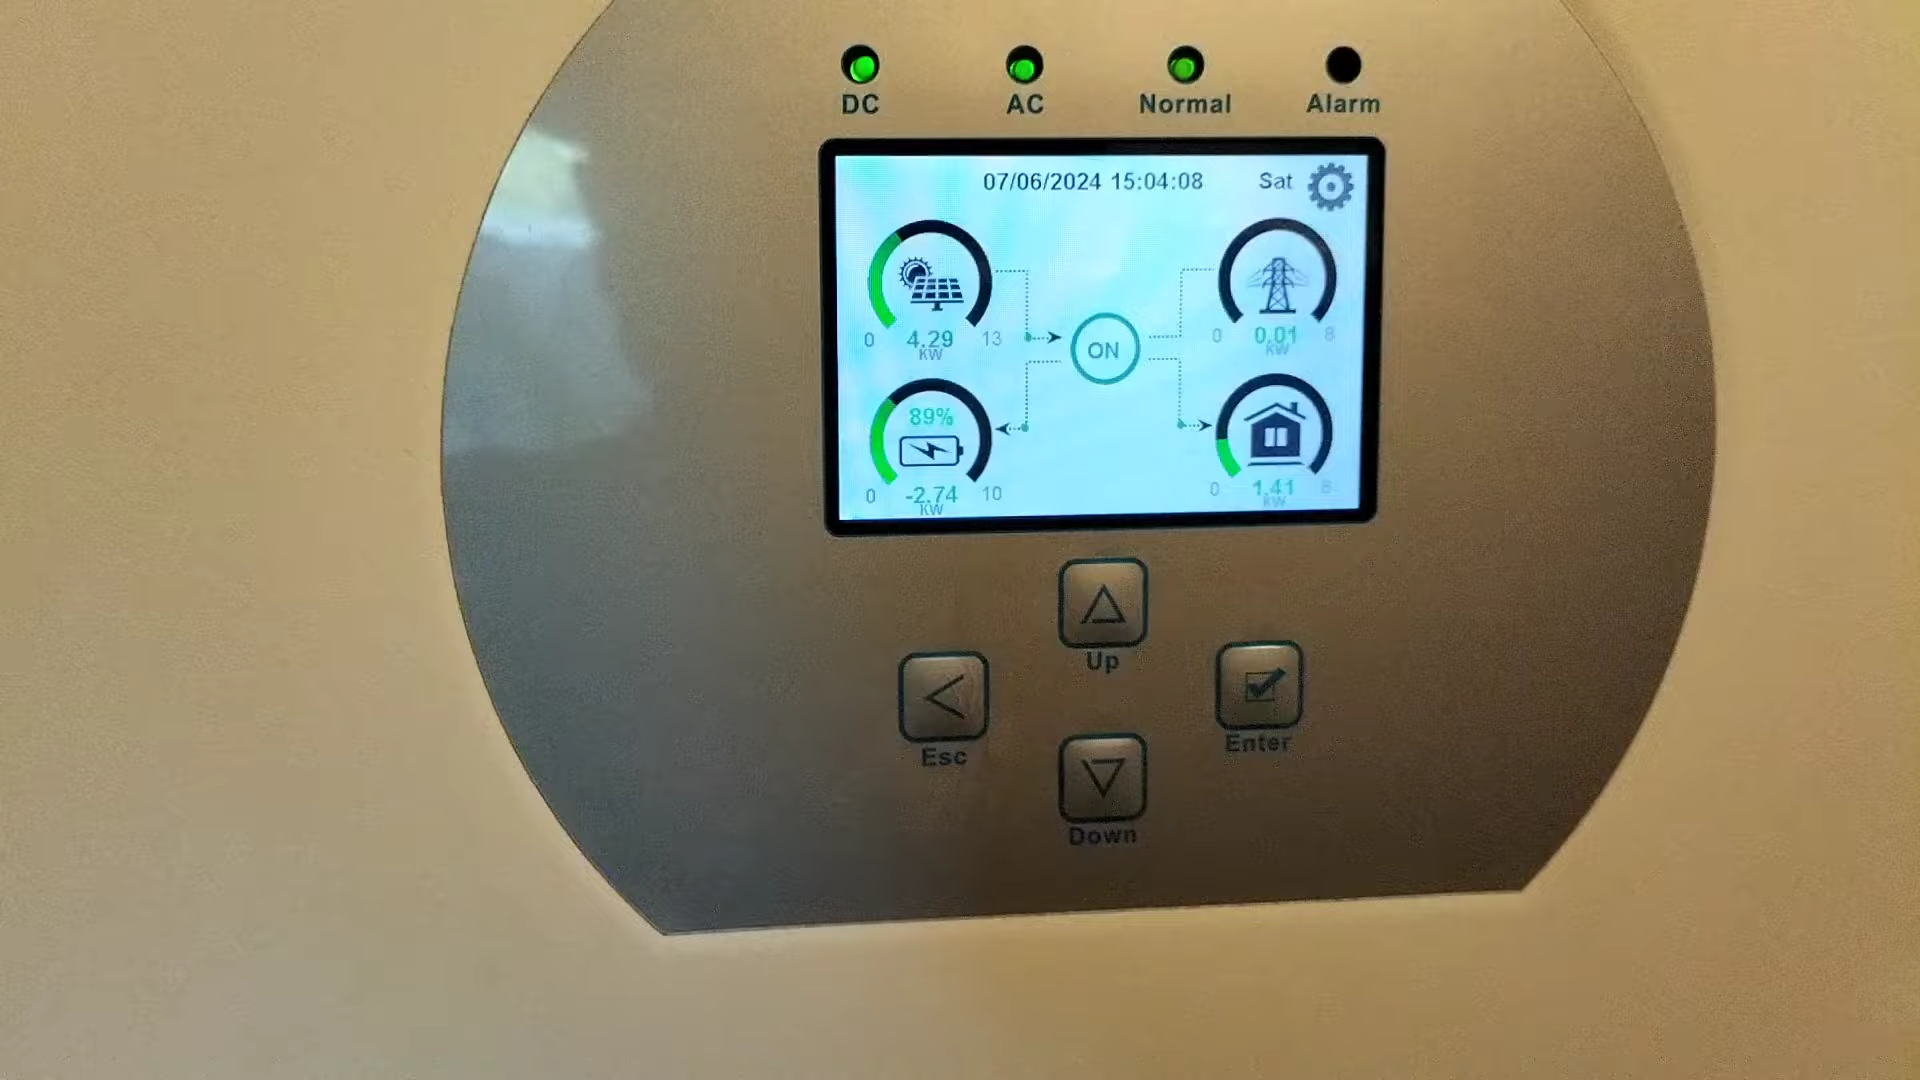 DC AC Normal Alarm
07/06/2024 15:04:08 Sat
0 4.29 13
KW
0 0.01 8
KW
ON
89%
0 -2.74 10
KW
0 1.41 8
KW
Up
Esc
Enter
Down